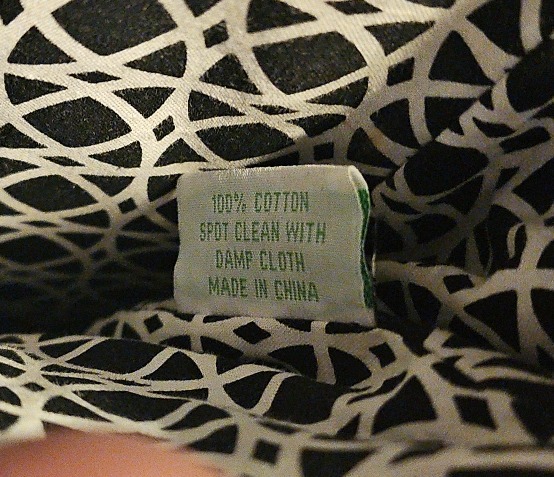 100% COTTON
SPOT CLEAN WITH
DAMP CLOTH
MADE IN CHINA